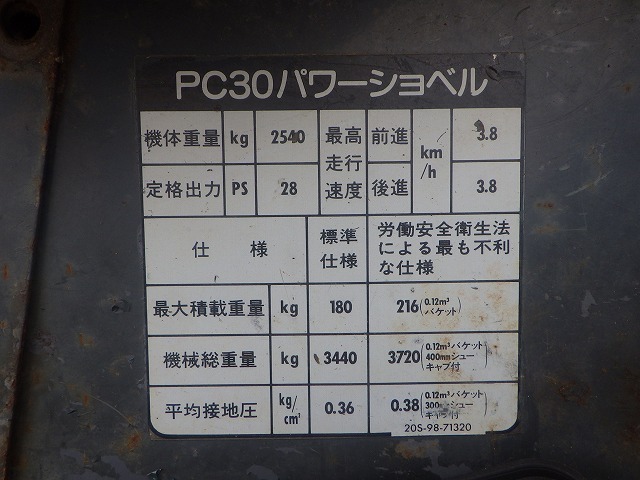 PC30パワーショベル
機体重量 kg 2540 最高走行速度 前進 km/h 3.8
定格出力 PS 28 後進 3.8
仕様 標準仕様 労働安全衛生法による最も不利な仕様
最大積載重量 kg 180 216(0.12m³バケット)
機械総重量 kg 3440 3720(0.12m³バケット 400mmシュー キャブ付)
平均接地圧 kg/cm² 0.36 0.38(0.12m³バケット 300mmシュー キャブ付)
20S-98-71320